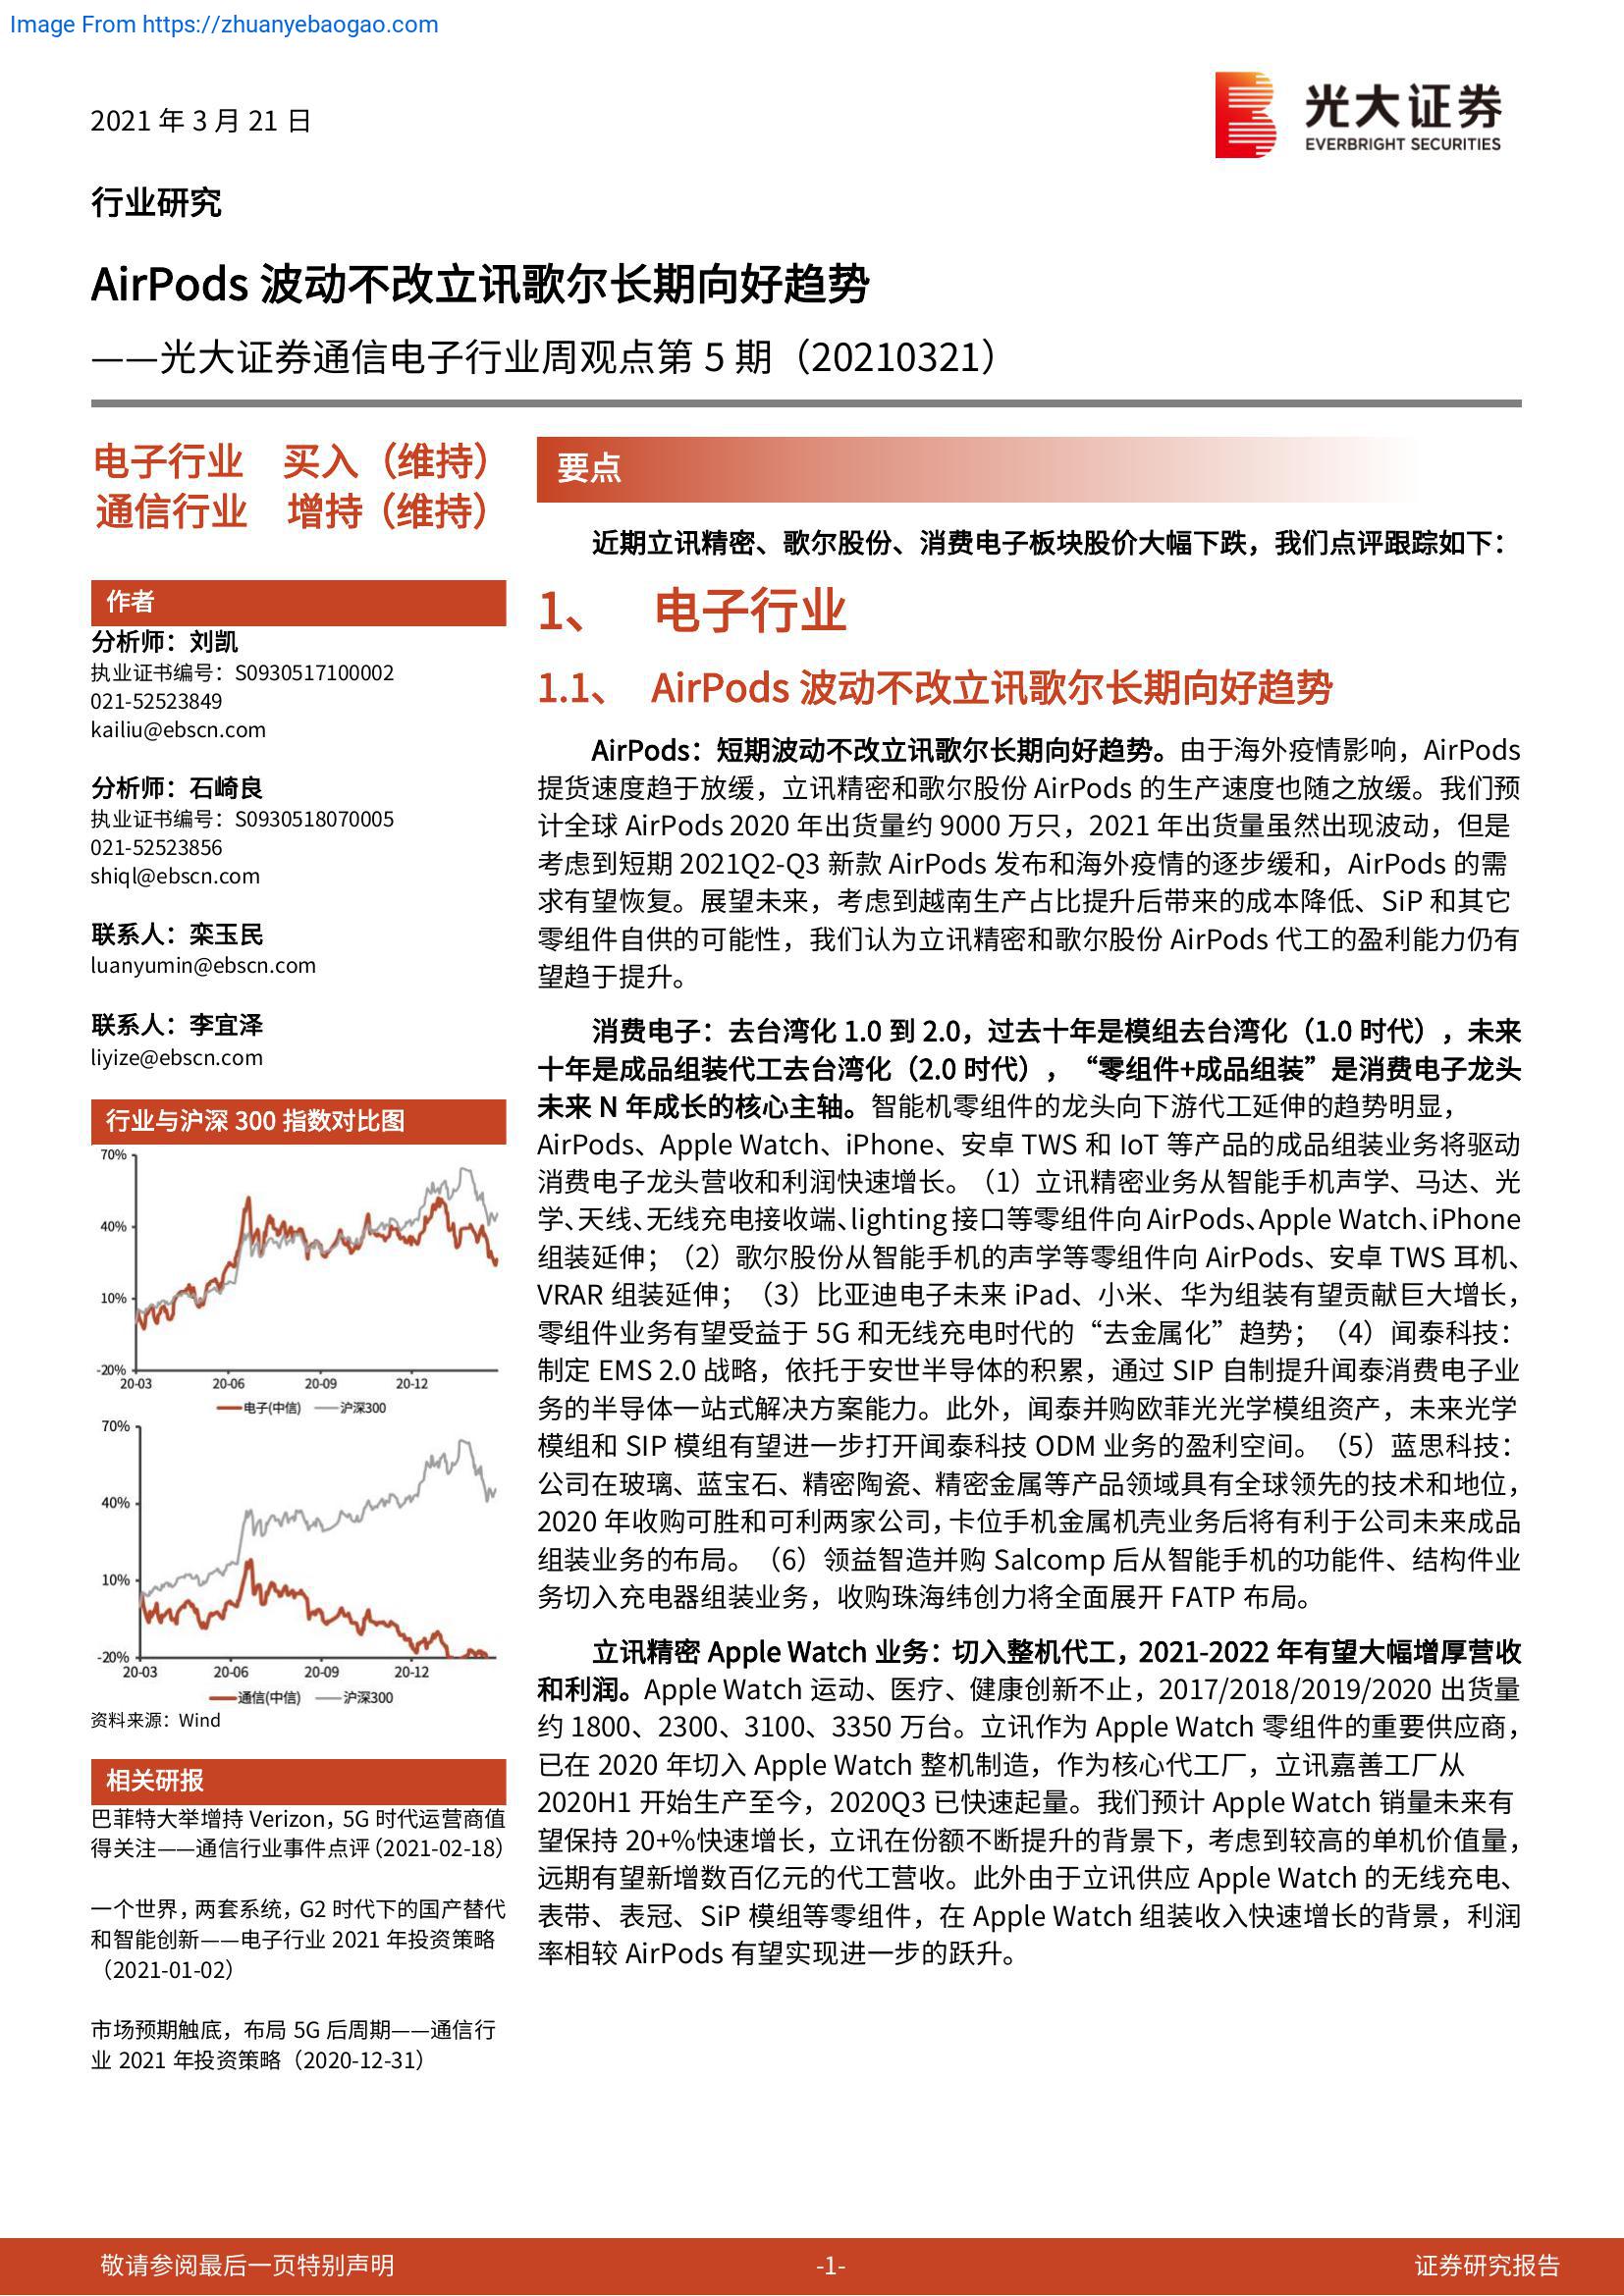 Image From https://zhuanyebaogao.com
2021 年 3 月 21 日
光大证券
EVERBRIGHT SECURITIES
行业研究
AirPods 波动不改立讯歌尔长期向好趋势
——光大证券通信电子行业周观点第 5 期（20210321）
电子行业 买入（维持）
通信行业 增持（维持）
作者
分析师：刘凯
执业证书编号：S0930517100002
021-52523849
kailiu@ebscn.com
分析师：石崎良
执业证书编号：S0930518070005
021-52523856
shiql@ebscn.com
联系人：栾玉民
luanyumin@ebscn.com
联系人：李宜泽
liyize@ebscn.com
行业与沪深 300 指数对比图
70%
40%
10%
-20%
20-03 20-06 20-09 20-12
电子(中信) 沪深300
70%
40%
10%
-20%
20-03 20-06 20-09 20-12
通信(中信) 沪深300
资料来源：Wind
相关研报
巴菲特大举增持 Verizon，5G 时代运营商值
得关注——通信行业事件点评（2021-02-18）
一个世界，两套系统，G2 时代下的国产替代
和智能创新——电子行业 2021 年投资策略
（2021-01-02）
市场预期触底，布局 5G 后周期——通信行
业 2021 年投资策略（2020-12-31）
要点
近期立讯精密、歌尔股份、消费电子板块股价大幅下跌，我们点评跟踪如下：
1、 电子行业
1.1、 AirPods 波动不改立讯歌尔长期向好趋势
AirPods：短期波动不改立讯歌尔长期向好趋势。由于海外疫情影响，AirPods
提货速度趋于放缓，立讯精密和歌尔股份 AirPods 的生产速度也随之放缓。我们预
计全球 AirPods 2020 年出货量约 9000 万只，2021 年出货量虽然出现波动，但是
考虑到短期 2021Q2-Q3 新款 AirPods 发布和海外疫情的逐步缓和，AirPods 的需
求有望恢复。展望未来，考虑到越南生产占比提升后带来的成本降低、SiP 和其它
零组件自供的可能性，我们认为立讯精密和歌尔股份 AirPods 代工的盈利能力仍有
望趋于提升。
消费电子：去台湾化 1.0 到 2.0，过去十年是模组去台湾化（1.0 时代），未来
十年是成品组装代工去台湾化（2.0 时代），“零组件+成品组装”是消费电子龙头
未来 N 年成长的核心主轴。智能机零组件的龙头向下游代工延伸的趋势明显，
AirPods、Apple Watch、iPhone、安卓 TWS 和 IoT 等产品的成品组装业务将驱动
消费电子龙头营收和利润快速增长。（1）立讯精密业务从智能手机声学、马达、光
学、天线、无线充电接收端、lighting 接口等零组件向 AirPods、Apple Watch、iPhone
组装延伸；（2）歌尔股份从智能手机的声学等零组件向 AirPods、安卓 TWS 耳机、
VRAR 组装延伸；（3）比亚迪电子未来 iPad、小米、华为组装有望贡献巨大增长，
零组件业务有望受益于 5G 和无线充电时代的“去金属化”趋势；（4）闻泰科技：
制定 EMS 2.0 战略，依托于安世半导体的积累，通过 SIP 自制提升闻泰消费电子业
务的半导体一站式解决方案能力。此外，闻泰并购欧菲光光学模组资产，未来光学
模组和 SIP 模组有望进一步打开闻泰科技 ODM 业务的盈利空间。（5）蓝思科技：
公司在玻璃、蓝宝石、精密陶瓷、精密金属等产品领域具有全球领先的技术和地位，
2020 年收购可胜和可利两家公司，卡位手机金属机壳业务后将有利于公司未来成品
组装业务的布局。（6）领益智造并购 Salcomp 后从智能手机的功能件、结构件业
务切入充电器组装业务，收购珠海纬创力将全面展开 FATP 布局。
立讯精密 Apple Watch 业务：切入整机代工，2021-2022 年有望大幅增厚营收
和利润。Apple Watch 运动、医疗、健康创新不止，2017/2018/2019/2020 出货量
约 1800、2300、3100、3350 万台。立讯作为 Apple Watch 零组件的重要供应商，
已在 2020 年切入 Apple Watch 整机制造，作为核心代工厂，立讯嘉善工厂从
2020H1 开始生产至今，2020Q3 已快速起量。我们预计 Apple Watch 销量未来有
望保持 20+%快速增长，立讯在份额不断提升的背景下，考虑到较高的单机价值量，
远期有望新增数百亿元的代工营收。此外由于立讯供应 Apple Watch 的无线充电、
表带、表冠、SiP 模组等零组件，在 Apple Watch 组装收入快速增长的背景，利润
率相较 AirPods 有望实现进一步的跃升。
敬请参阅最后一页特别声明
-1-
证券研究报告